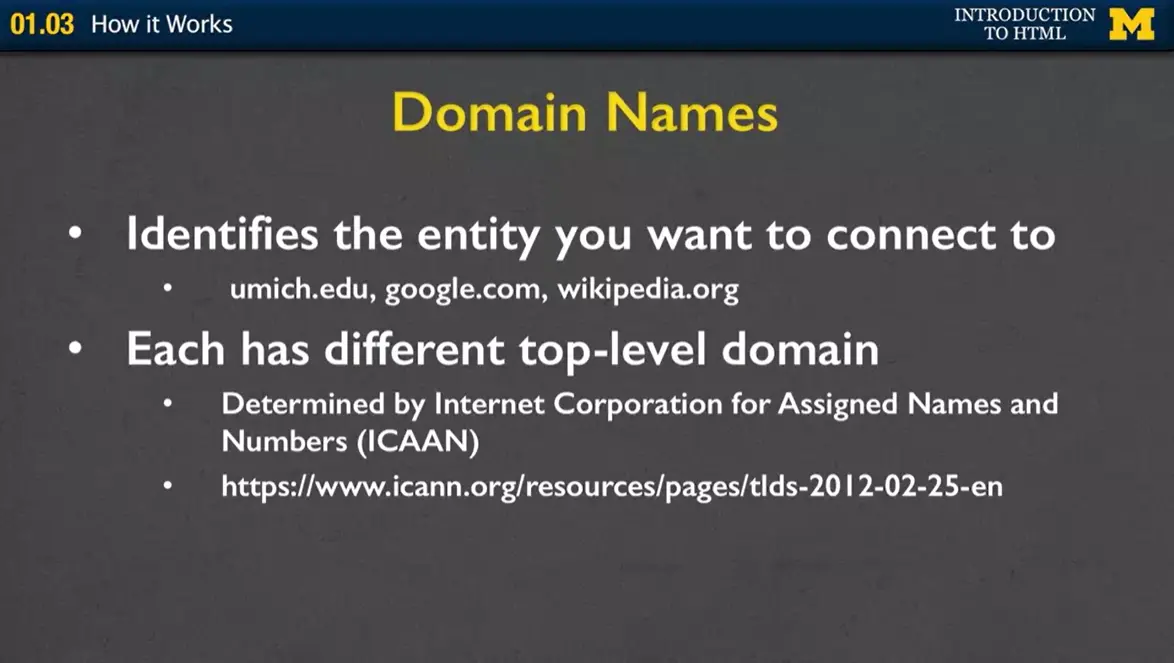 01.03 How it Works
INTRODUCTION
TO HTML
M
Domain Names
• Identifies the entity you want to connect to
• umich.edu, google.com, wikipedia.org
• Each has different top-level domain
• Determined by Internet Corporation for Assigned Names and
Numbers (ICAAN)
• https://www.icann.org/resources/pages/tlds-2012-02-25-en